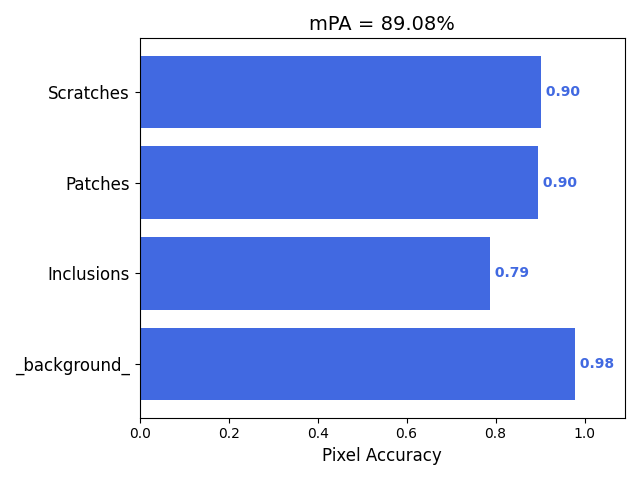 mPA = 89.08%
Scratches 0.90
Patches 0.90
Inclusions 0.79
_background_ 0.98
0.0 0.2 0.4 0.6 0.8 1.0
Pixel Accuracy